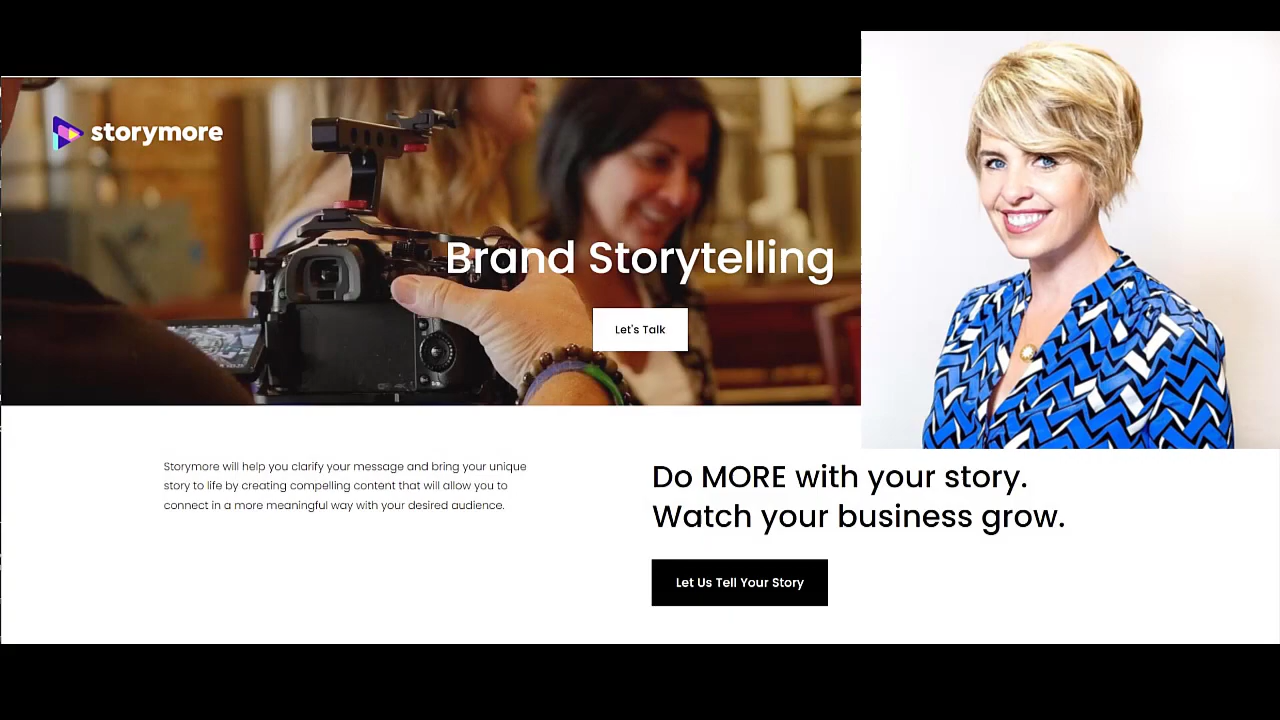 storymore
Brand Storytelling
Let's Talk
Storymore will help you clarify your message and bring your unique
story to life by creating compelling content that will allow you to
connect in a more meaningful way with your desired audience.
Do MORE with your story.
Watch your business grow.
Let Us Tell Your Story